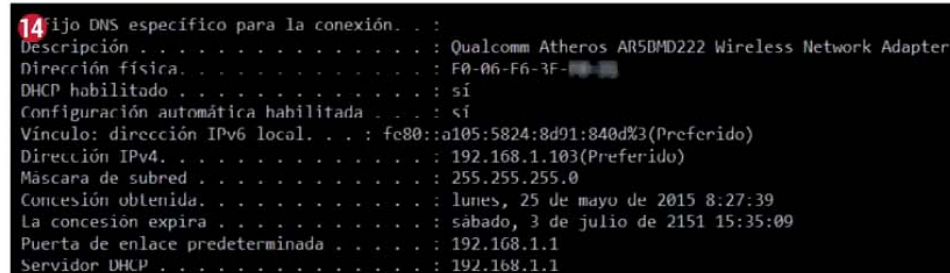 14 fijo DNS específico para la conexión. . :
Descripción . . . . . . . . . . . . . . . : Qualcomm Atheros AR5BMD222 Wireless Network Adapter
Dirección física. . . . . . . . . . . . . : F0-06-F6-3F-
DHCP habilitado . . . . . . . . . . . . . : sí
Configuración automática habilitada . . . : sí
Vínculo: dirección IPv6 local. . . : fe80::a105:5824:8d91:840d%3(Preferido)
Dirección IPv4. . . . . . . . . . . . . . : 192.168.1.103(Preferido)
Máscara de subred . . . . . . . . . . . . : 255.255.255.0
Concesión obtenida. . . . . . . . . . . . : lunes, 25 de mayo de 2015 8:27:39
La concesión expira . . . . . . . . . . . : sábado, 3 de julio de 2151 15:35:09
Puerta de enlace predeterminada . . . . . : 192.168.1.1
Servidor DHCP . . . . . . . . . . . . . . : 192.168.1.1